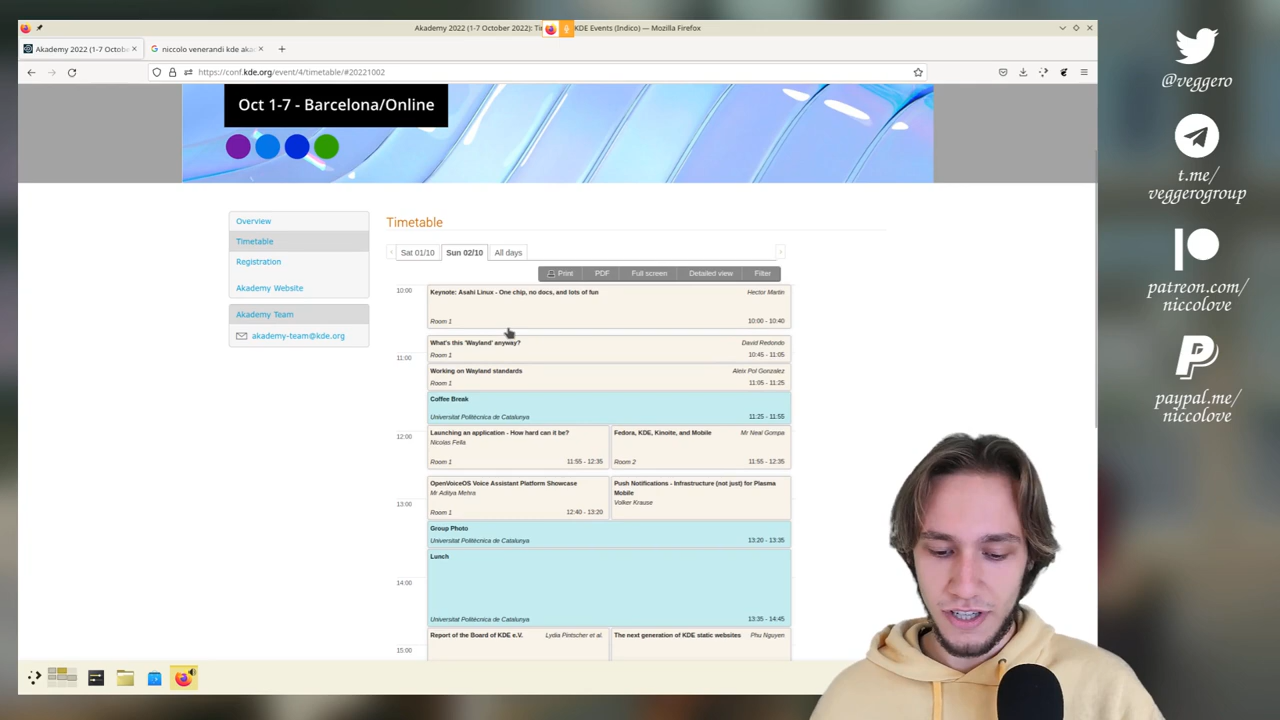 Akademy 2022 (1-7 October 2022): Ti
KDE Events (Indico) — Mozilla Firefox
Akademy 2022 (1-7 Octobe
niccolo venerandi kde aka
https://conf.kde.org/event/4/timetable/#20221002
Oct 1-7 - Barcelona/Online
Overview
Timetable
Registration
Akademy Website
Akademy Team
akademy-team@kde.org
Timetable
Sat 01/10
Sun 02/10
All days
Print
PDF
Full screen
Detailed view
Filter
10:00
Keynote: Asahi Linux - One chip, no docs, and lots of fun
Hector Martin
Room 1
10:00 - 10:40
What's this 'Wayland' anyway?
David Redondo
Room 1
10:45 - 11:05
11:00
Working on Wayland standards
Aleix Pol Gonzalez
Room 1
11:05 - 11:25
Coffee Break
Universitat Politècnica de Catalunya
11:25 - 11:55
12:00
Launching an application - How hard can it be?
Nicolas Fella
Room 1
11:55 - 12:35
Fedora, KDE, Kinoite, and Mobile
Mr Neal Gompa
Room 2
11:55 - 12:35
OpenVoiceOS Voice Assistant Platform Showcase
Mr Aditya Mehra
Room 1
12:40 - 13:20
Push Notifications - Infrastructure (not just) for Plasma
Mobile
Volker Krause
13:00
Group Photo
Universitat Politècnica de Catalunya
13:20 - 13:35
Lunch
14:00
Universitat Politècnica de Catalunya
13:35 - 14:45
Report of the Board of KDE e.V.
Lydia Pintscher et al.
The next generation of KDE static websites
Phu Nguyen
15:00
@veggero
t.me/
veggerogroup
patreon.com/
niccolove
paypal.me/
niccolove